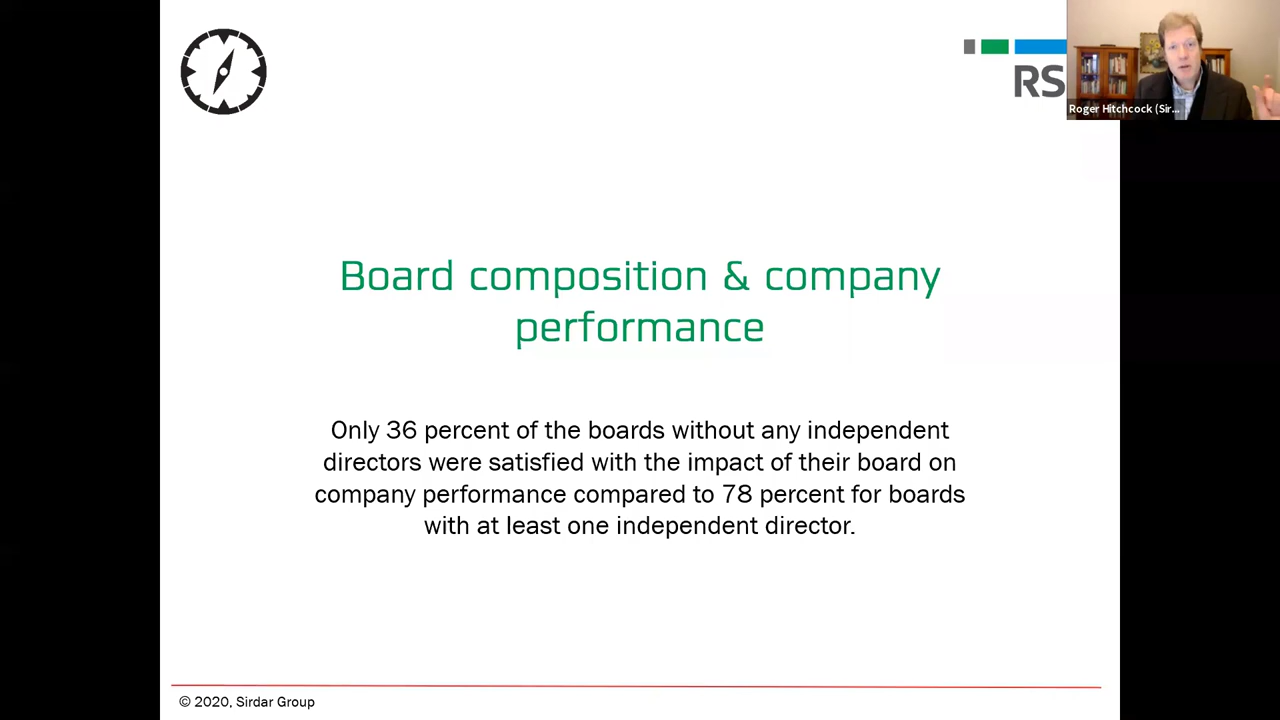 RS
Roger Hitchcock (Sir...
Board composition & company
performance
Only 36 percent of the boards without any independent
directors were satisfied with the impact of their board on
company performance compared to 78 percent for boards
with at least one independent director.
© 2020, Sirdar Group